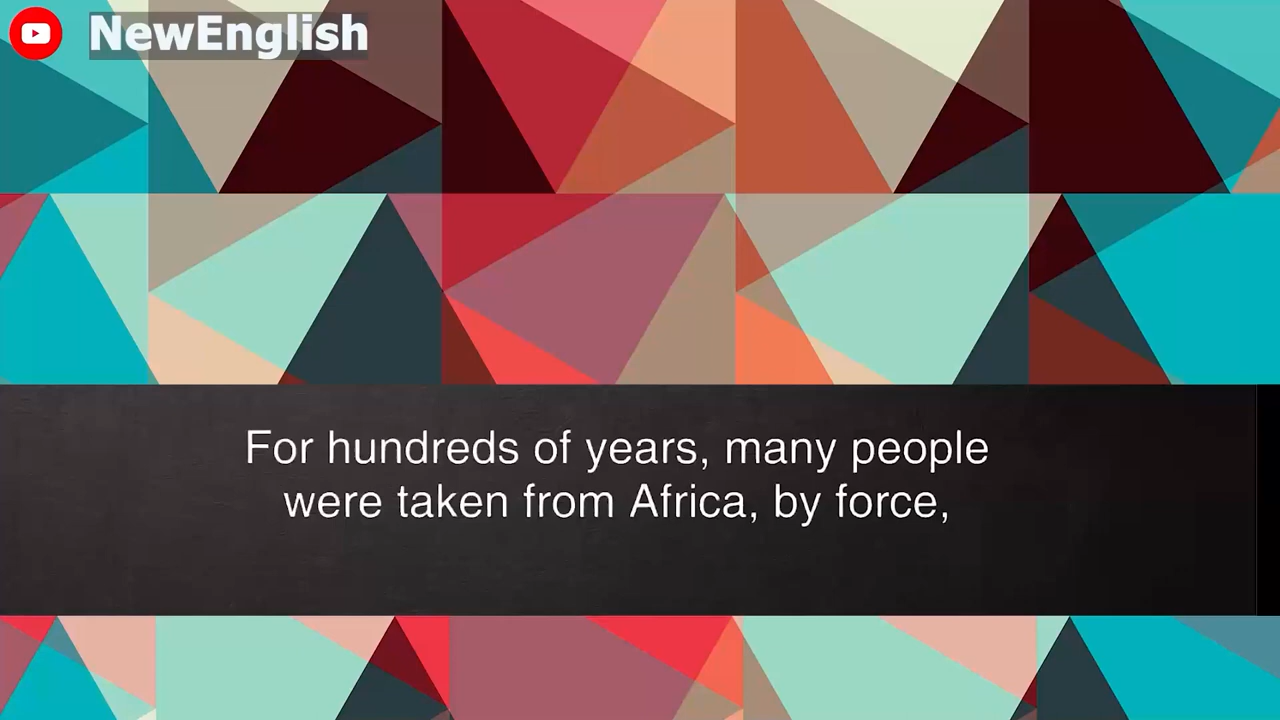 NewEnglish
For hundreds of years, many people
were taken from Africa, by force,